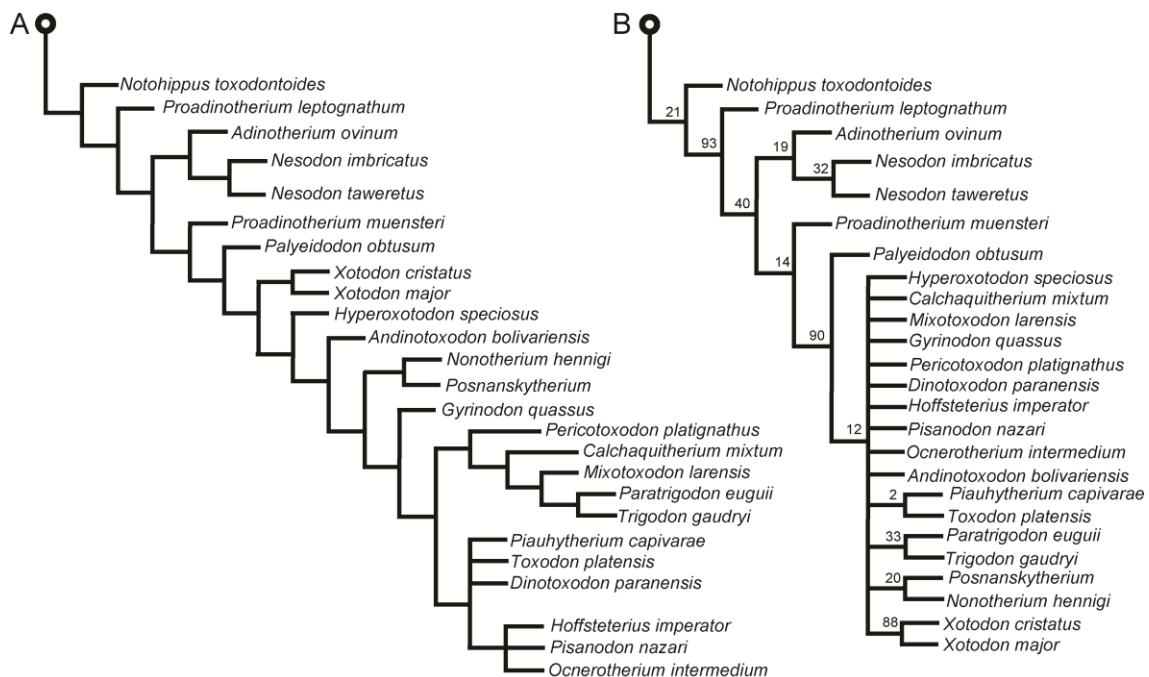 A
Notohippus toxodontoides
Proadinotherium leptognathum
Adinotherium ovinum
Nesodon imbricatus
Nesodon taweretus
Proadinotherium muensteri
Palyeidodon obtusum
Xotodon cristatus
Xotodon major
Hyperoxotodon speciosus
Andinotoxodon bolivariensis
Nonotherium hennigi
Posnanskytherium
Gyrinodon quassus
Pericotoxodon platignathus
Calchaquitherium mixtum
Mixotoxodon larensis
Paratrigodon euguii
Trigodon gaudryi
Piauhytherium capivarae
Toxodon platensis
Dinotoxodon paranensis
Hoffsteterius imperator
Pisanodon nazari
Ocnerotherium intermedium
B
Notohippus toxodontoides
21
Proadinotherium leptognathum
93
Adinotherium ovinum
19
Nesodon imbricatus
32
Nesodon taweretus
40
Proadinotherium muensteri
14
Palyeidodon obtusum
90
Hyperoxotodon speciosus
Calchaquitherium mixtum
Mixotoxodon larensis
Gyrinodon quassus
Pericotoxodon platignathus
Dinotoxodon paranensis
Hoffsteterius imperator
12
Pisanodon nazari
Ocnerotherium intermedium
Andinotoxodon bolivariensis
2
Piauhytherium capivarae
Toxodon platensis
33
Paratrigodon euguii
Trigodon gaudryi
20
Posnanskytherium
Nonotherium hennigi
88
Xotodon cristatus
Xotodon major